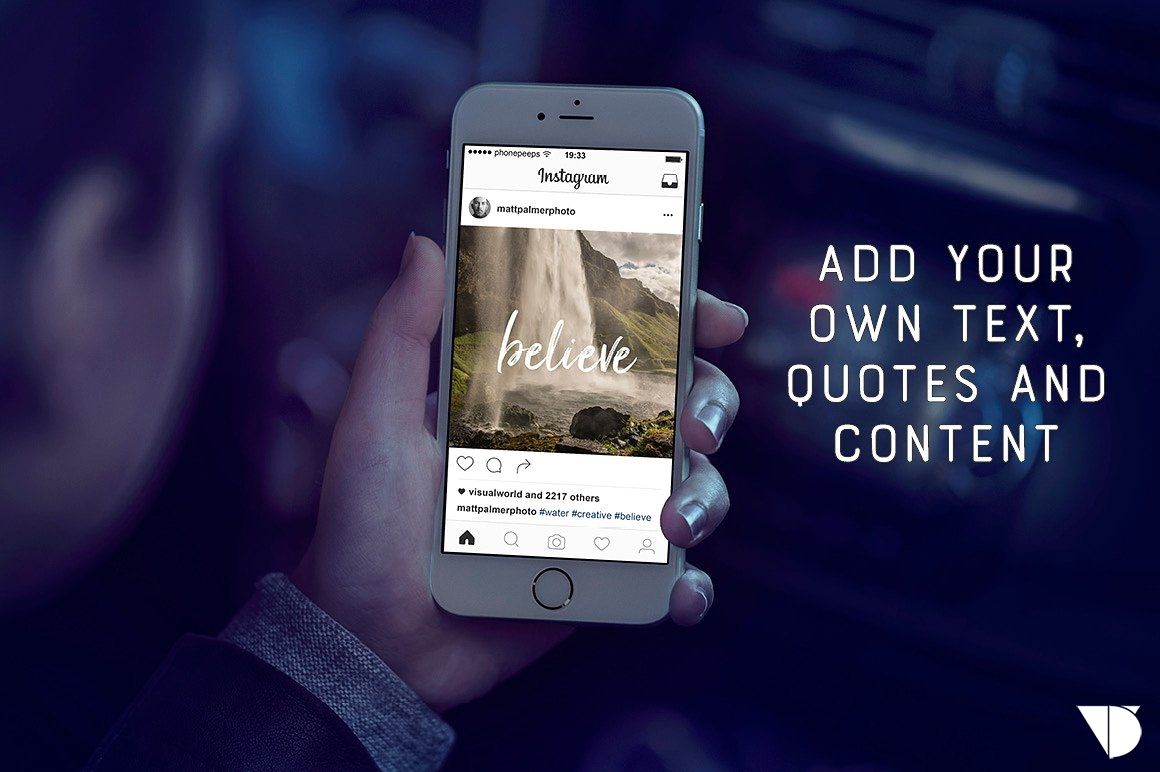 phonepeeps 19:33
Instagram
mattpalmerphoto
believe
visualworld and 2217 others
mattpalmerphoto #water #creative #believe
ADD YOUR
OWN TEXT,
QUOTES AND
CONTENT